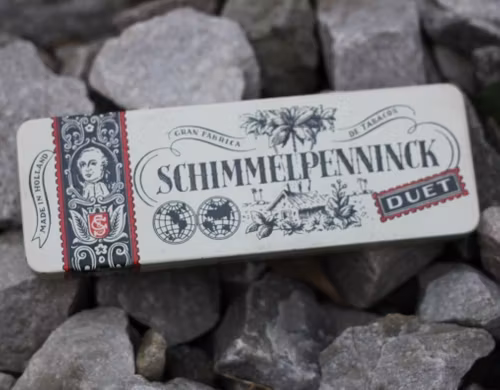 MADE IN HOLLAND
GRAN FABRICA DE TABACOS
SCHIMMELPENNINCK
DUET